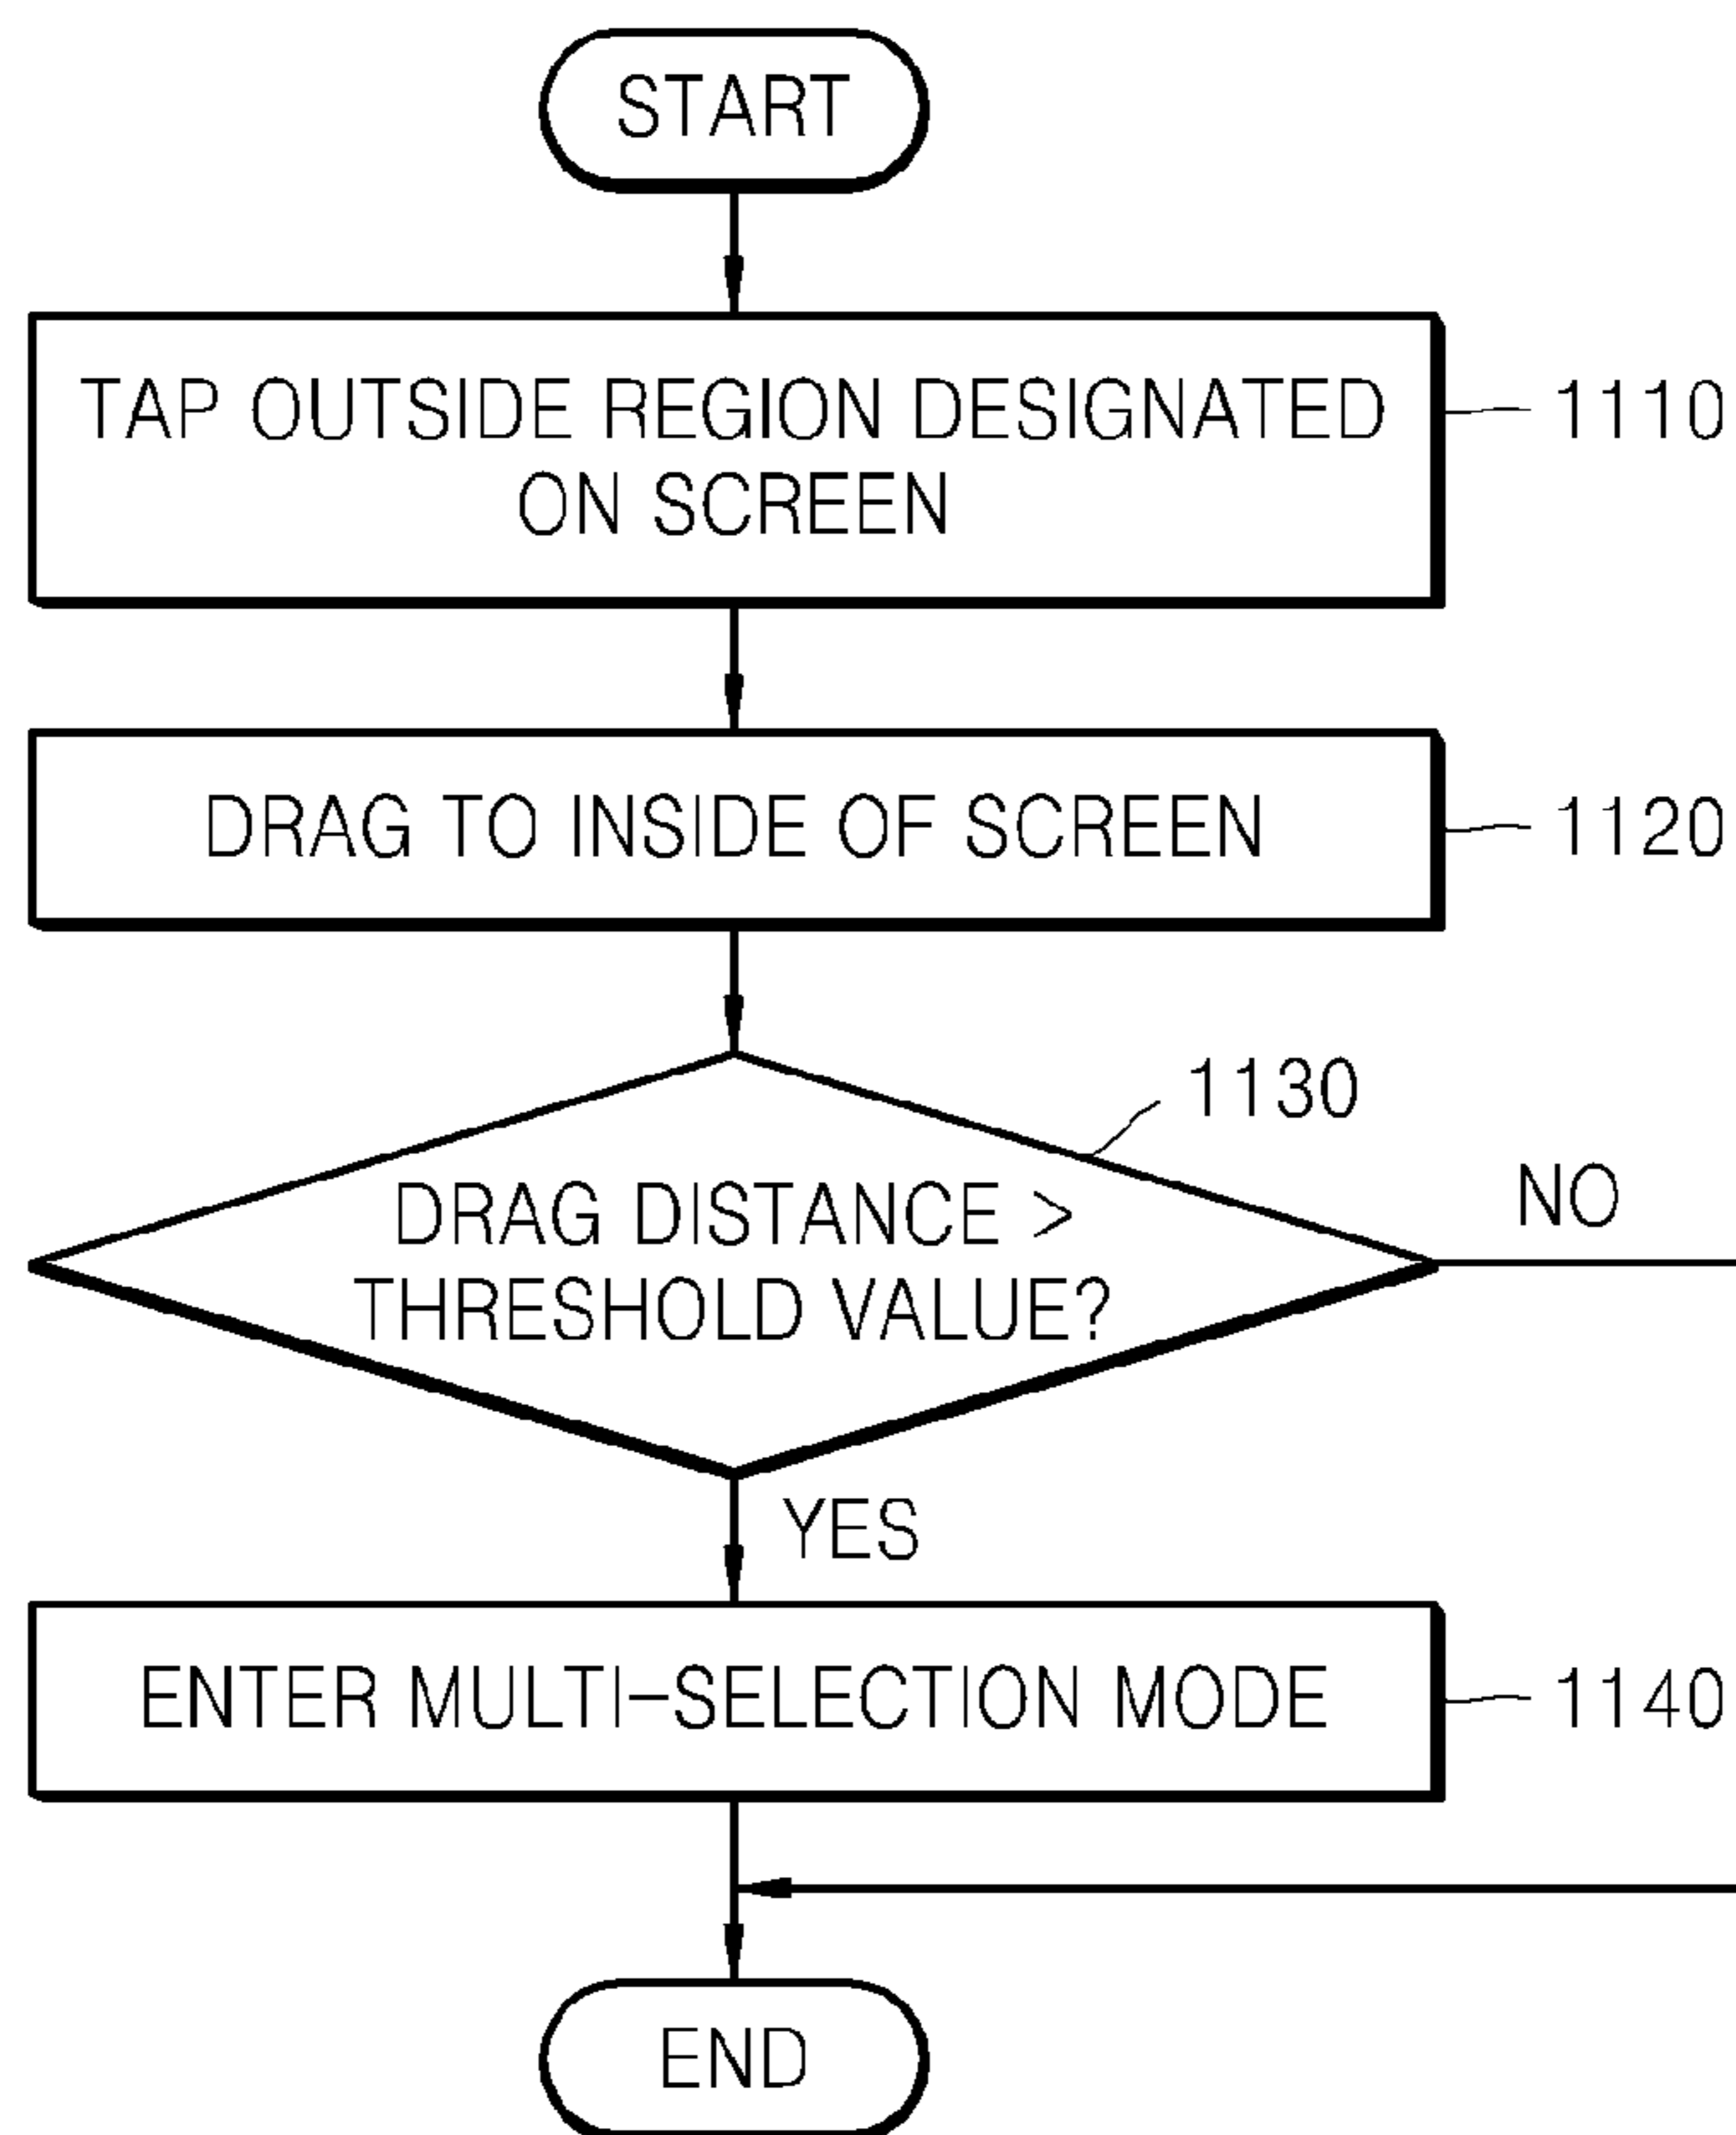 START
TAP OUTSIDE REGION DESIGNATED
ON SCREEN
1110
DRAG TO INSIDE OF SCREEN
1120
1130
DRAG DISTANCE >
THRESHOLD VALUE?
NO
YES
ENTER MULTI-SELECTION MODE
1140
END